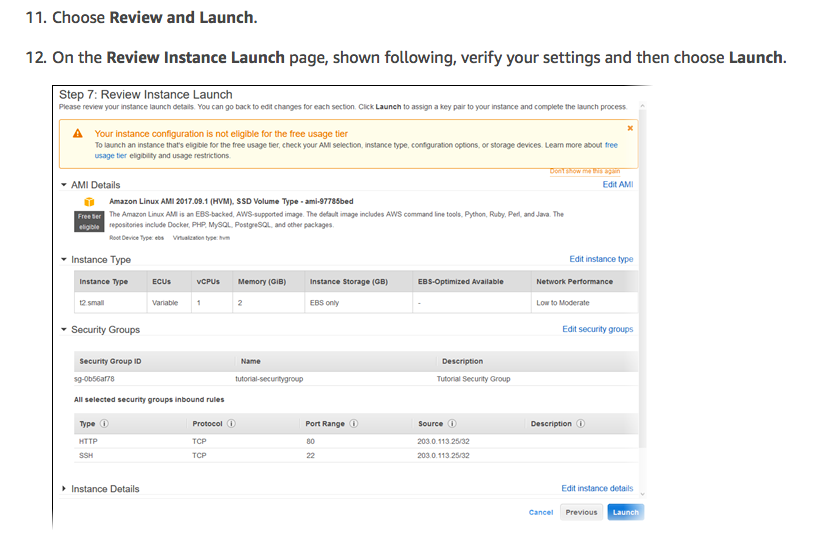 11. Choose Review and Launch.
12. On the Review Instance Launch page, shown following, verify your settings and then choose Launch.
Step 7: Review Instance Launch
Please review your instance launch details. You can go back to edit changes for each section. Click Launch to assign a key pair to your instance and complete the launch process.
Your instance configuration is not eligible for the free usage tier
To launch an instance that's eligible for the free usage tier, check your AMI selection, instance type, configuration options, or storage devices. Learn more about free
usage tier eligibility and usage restrictions.
Don't show me this again
AMI Details Edit AMI
Amazon Linux AMI 2017.09.1 (HVM), SSD Volume Type - ami-97785bed
Free tier The Amazon Linux AMI is an EBS-backed, AWS-supported image. The default image includes AWS command line tools, Python, Ruby, Perl, and Java. The
eligible repositories include Docker, PHP, MySQL, PostgreSQL, and other packages.
Root Device Type: ebs Virtualization type: hvm
Instance Type Edit instance type
Instance Type ECUs vCPUs Memory (GiB) Instance Storage (GB) EBS-Optimized Available Network Performance
t2.small Variable 1 2 EBS only - Low to Moderate
Security Groups Edit security groups
Security Group ID Name Description
sg-0b56af78 tutorial-securitygroup Tutorial Security Group
All selected security groups inbound rules
Type Protocol Port Range Source Description
HTTP TCP 80 203.0.113.25/32
SSH TCP 22 203.0.113.25/32
Instance Details Edit instance details
Cancel Previous Launch